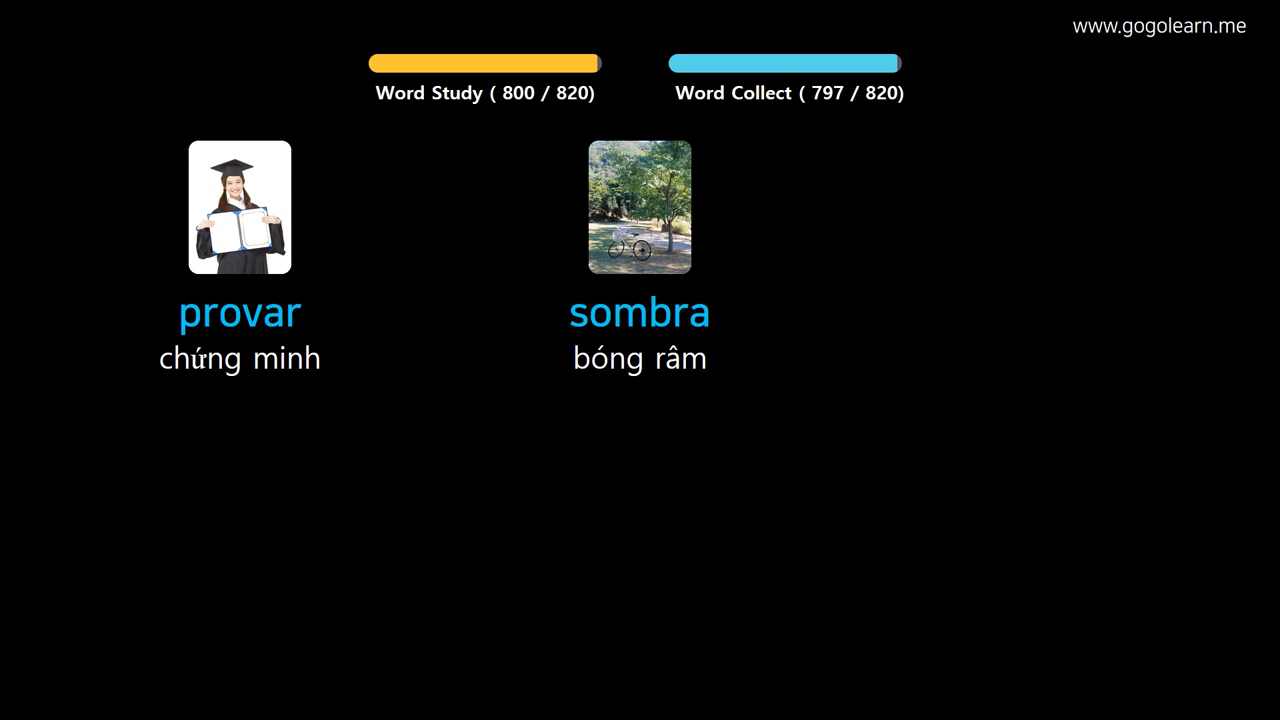 www.gogolearn.me
Word Study ( 800 / 820)
Word Collect ( 797 / 820)
provar
chứng minh
sombra
bóng râm